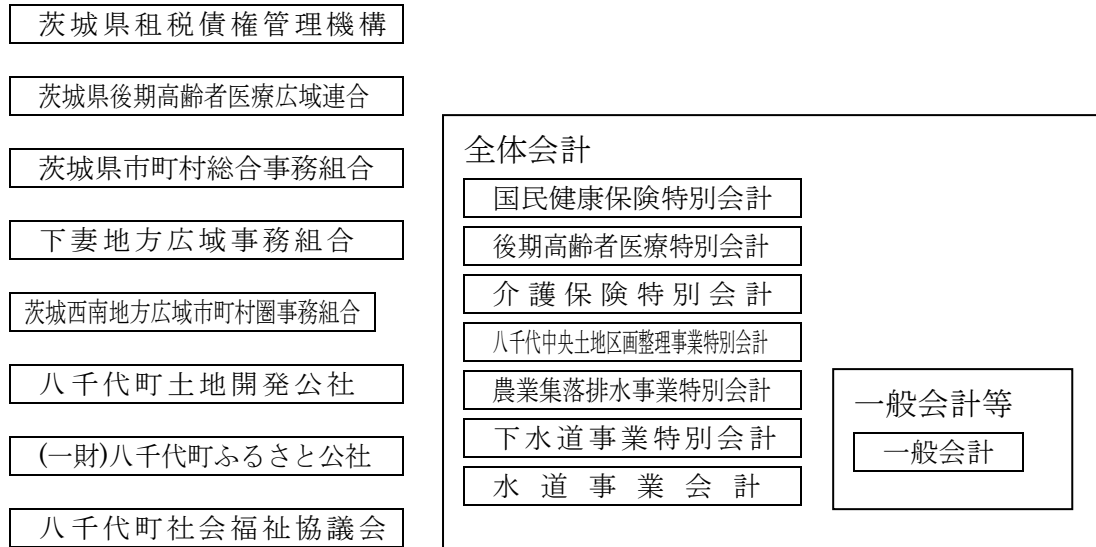 茨城県租税債権管理機構
茨城県後期高齢者医療広域連合
茨城県市町村総合事務組合
下妻地方広域事務組合
茨城西南地方広域市町村圏事務組合
八千代町土地開発公社
(一財)八千代町ふるさと公社
八千代町社会福祉協議会
全体会計
国民健康保険特別会計
後期高齢者医療特別会計
介護保険特別会計
八千代中央土地区画整理事業特別会計
農業集落排水事業特別会計
下水道事業特別会計
水道事業会計
一般会計等
一般会計